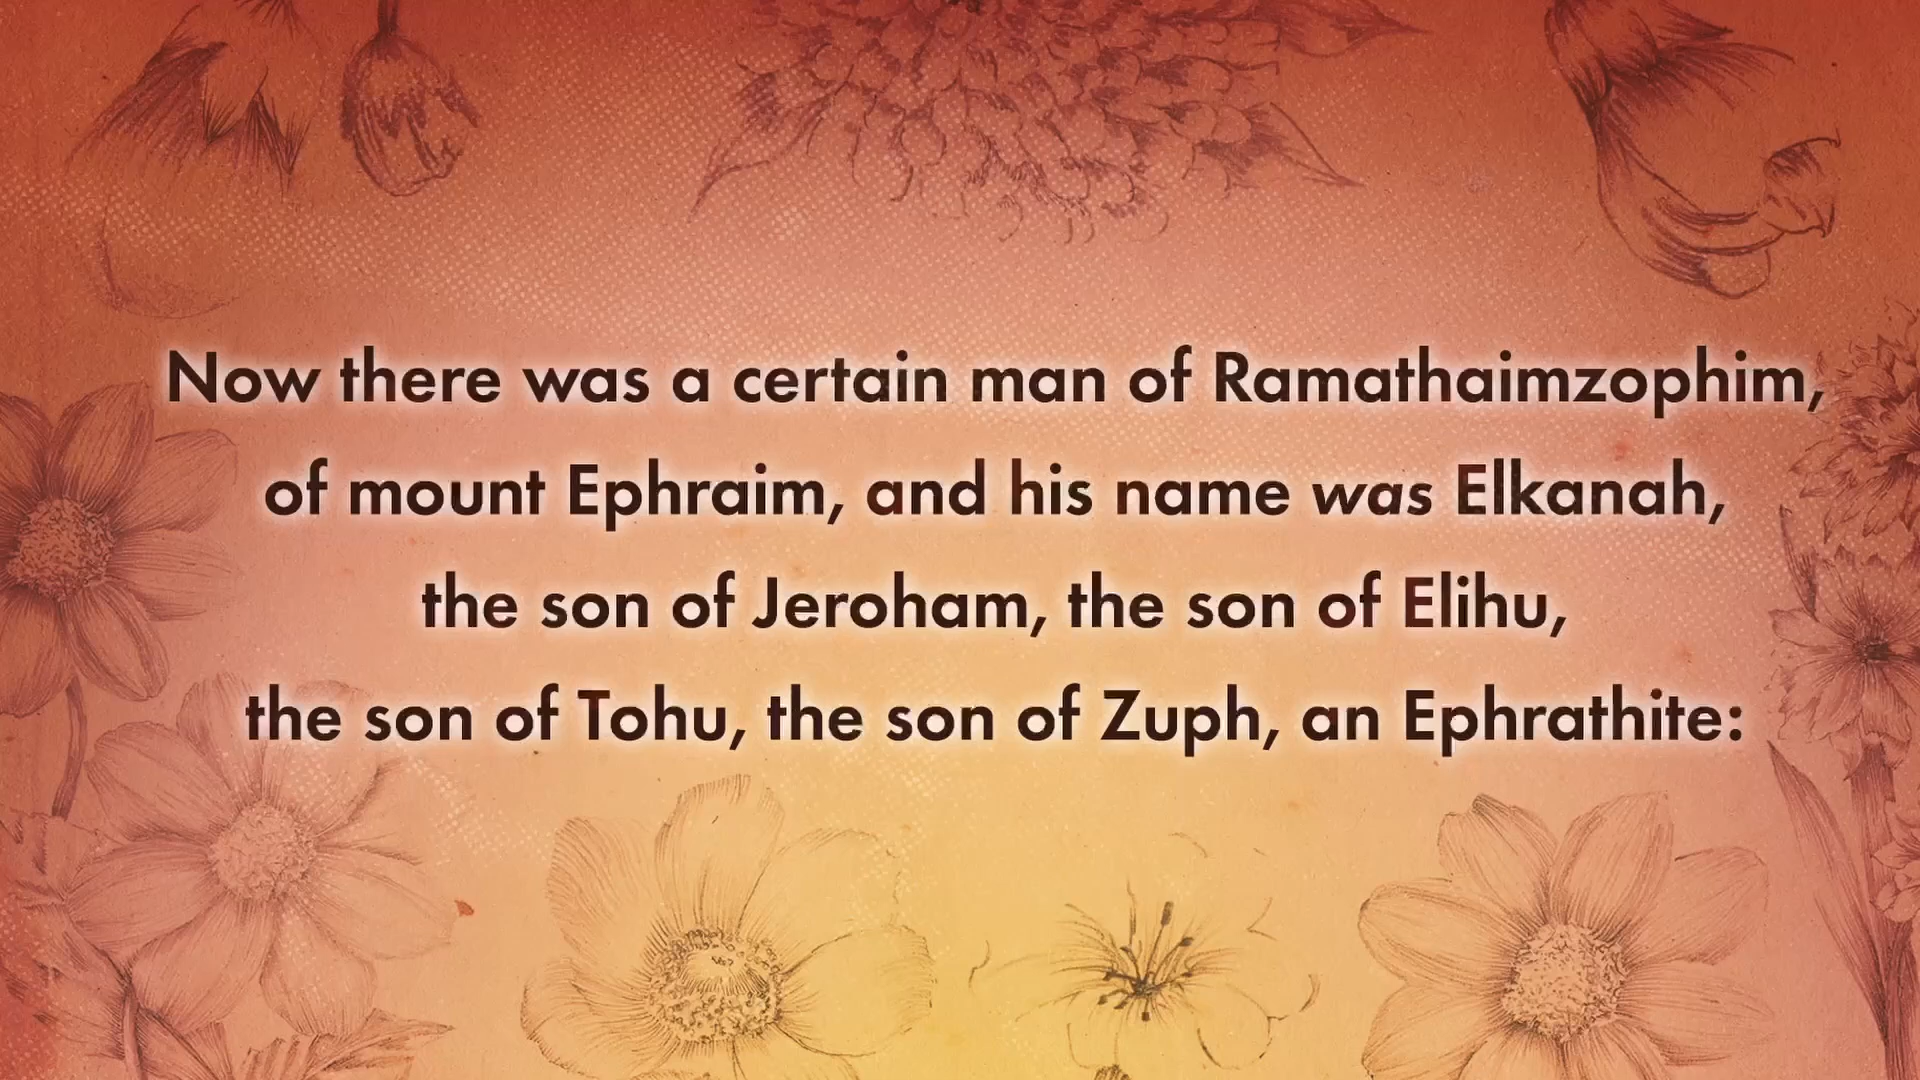 Now there was a certain man of Ramathaimzophim,
of mount Ephraim, and his name was Elkanah,
the son of Jeroham, the son of Elihu,
the son of Tohu, the son of Zuph, an Ephrathite: